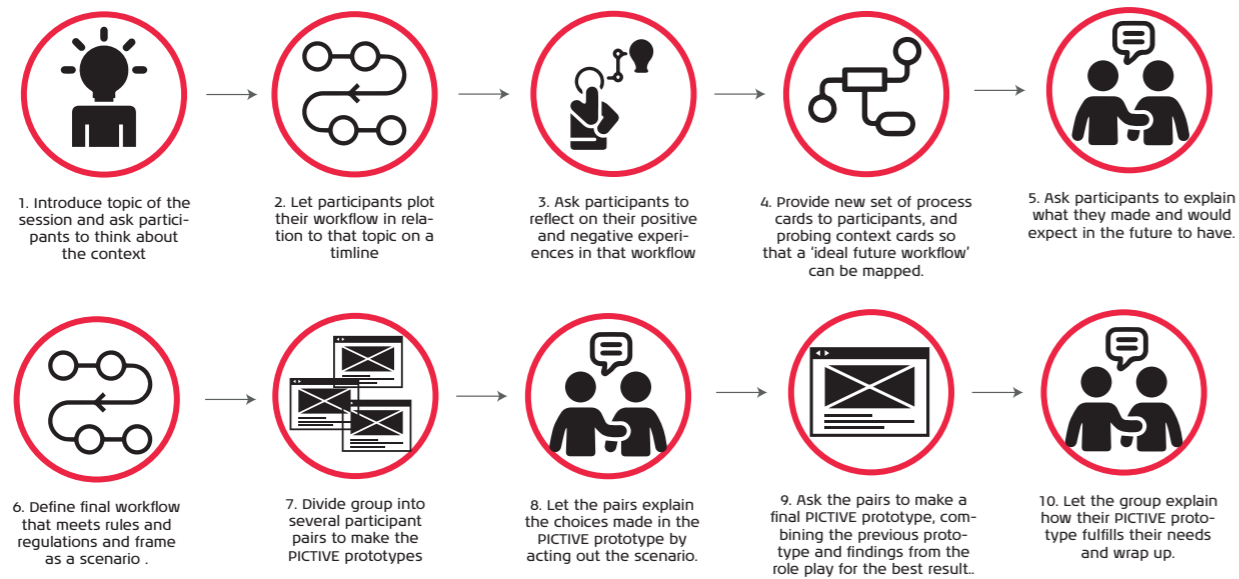 1. Introduce topic of the
session and ask partici-
pants to think about
the context
2. Let participants plot
their workflow in rela-
tion to that topic on a
timline
3. Ask participants to
reflect on their positive
and negative experi-
ences in that workflow
4. Provide new set of process
cards to participants, and
probing context cards so
that a 'ideal future workflow'
can be mapped.
5. Ask participants to explain
what they made and would
expect in the future to have.
6. Define final workflow
that meets rules and
regulations and frame
as a scenario .
7. Divide group into
several participant
pairs to make the
PICTIVE prototypes
8. Let the pairs explain
the choices made in the
PICTIVE prototype by
acting out the scenario.
9. Ask the pairs to make a
final PICTIVE prototype, com-
bining the previous proto-
type and findings from the
role play for the best result..
10. Let the group explain
how their PICTIVE proto-
type fulfills their needs
and wrap up.